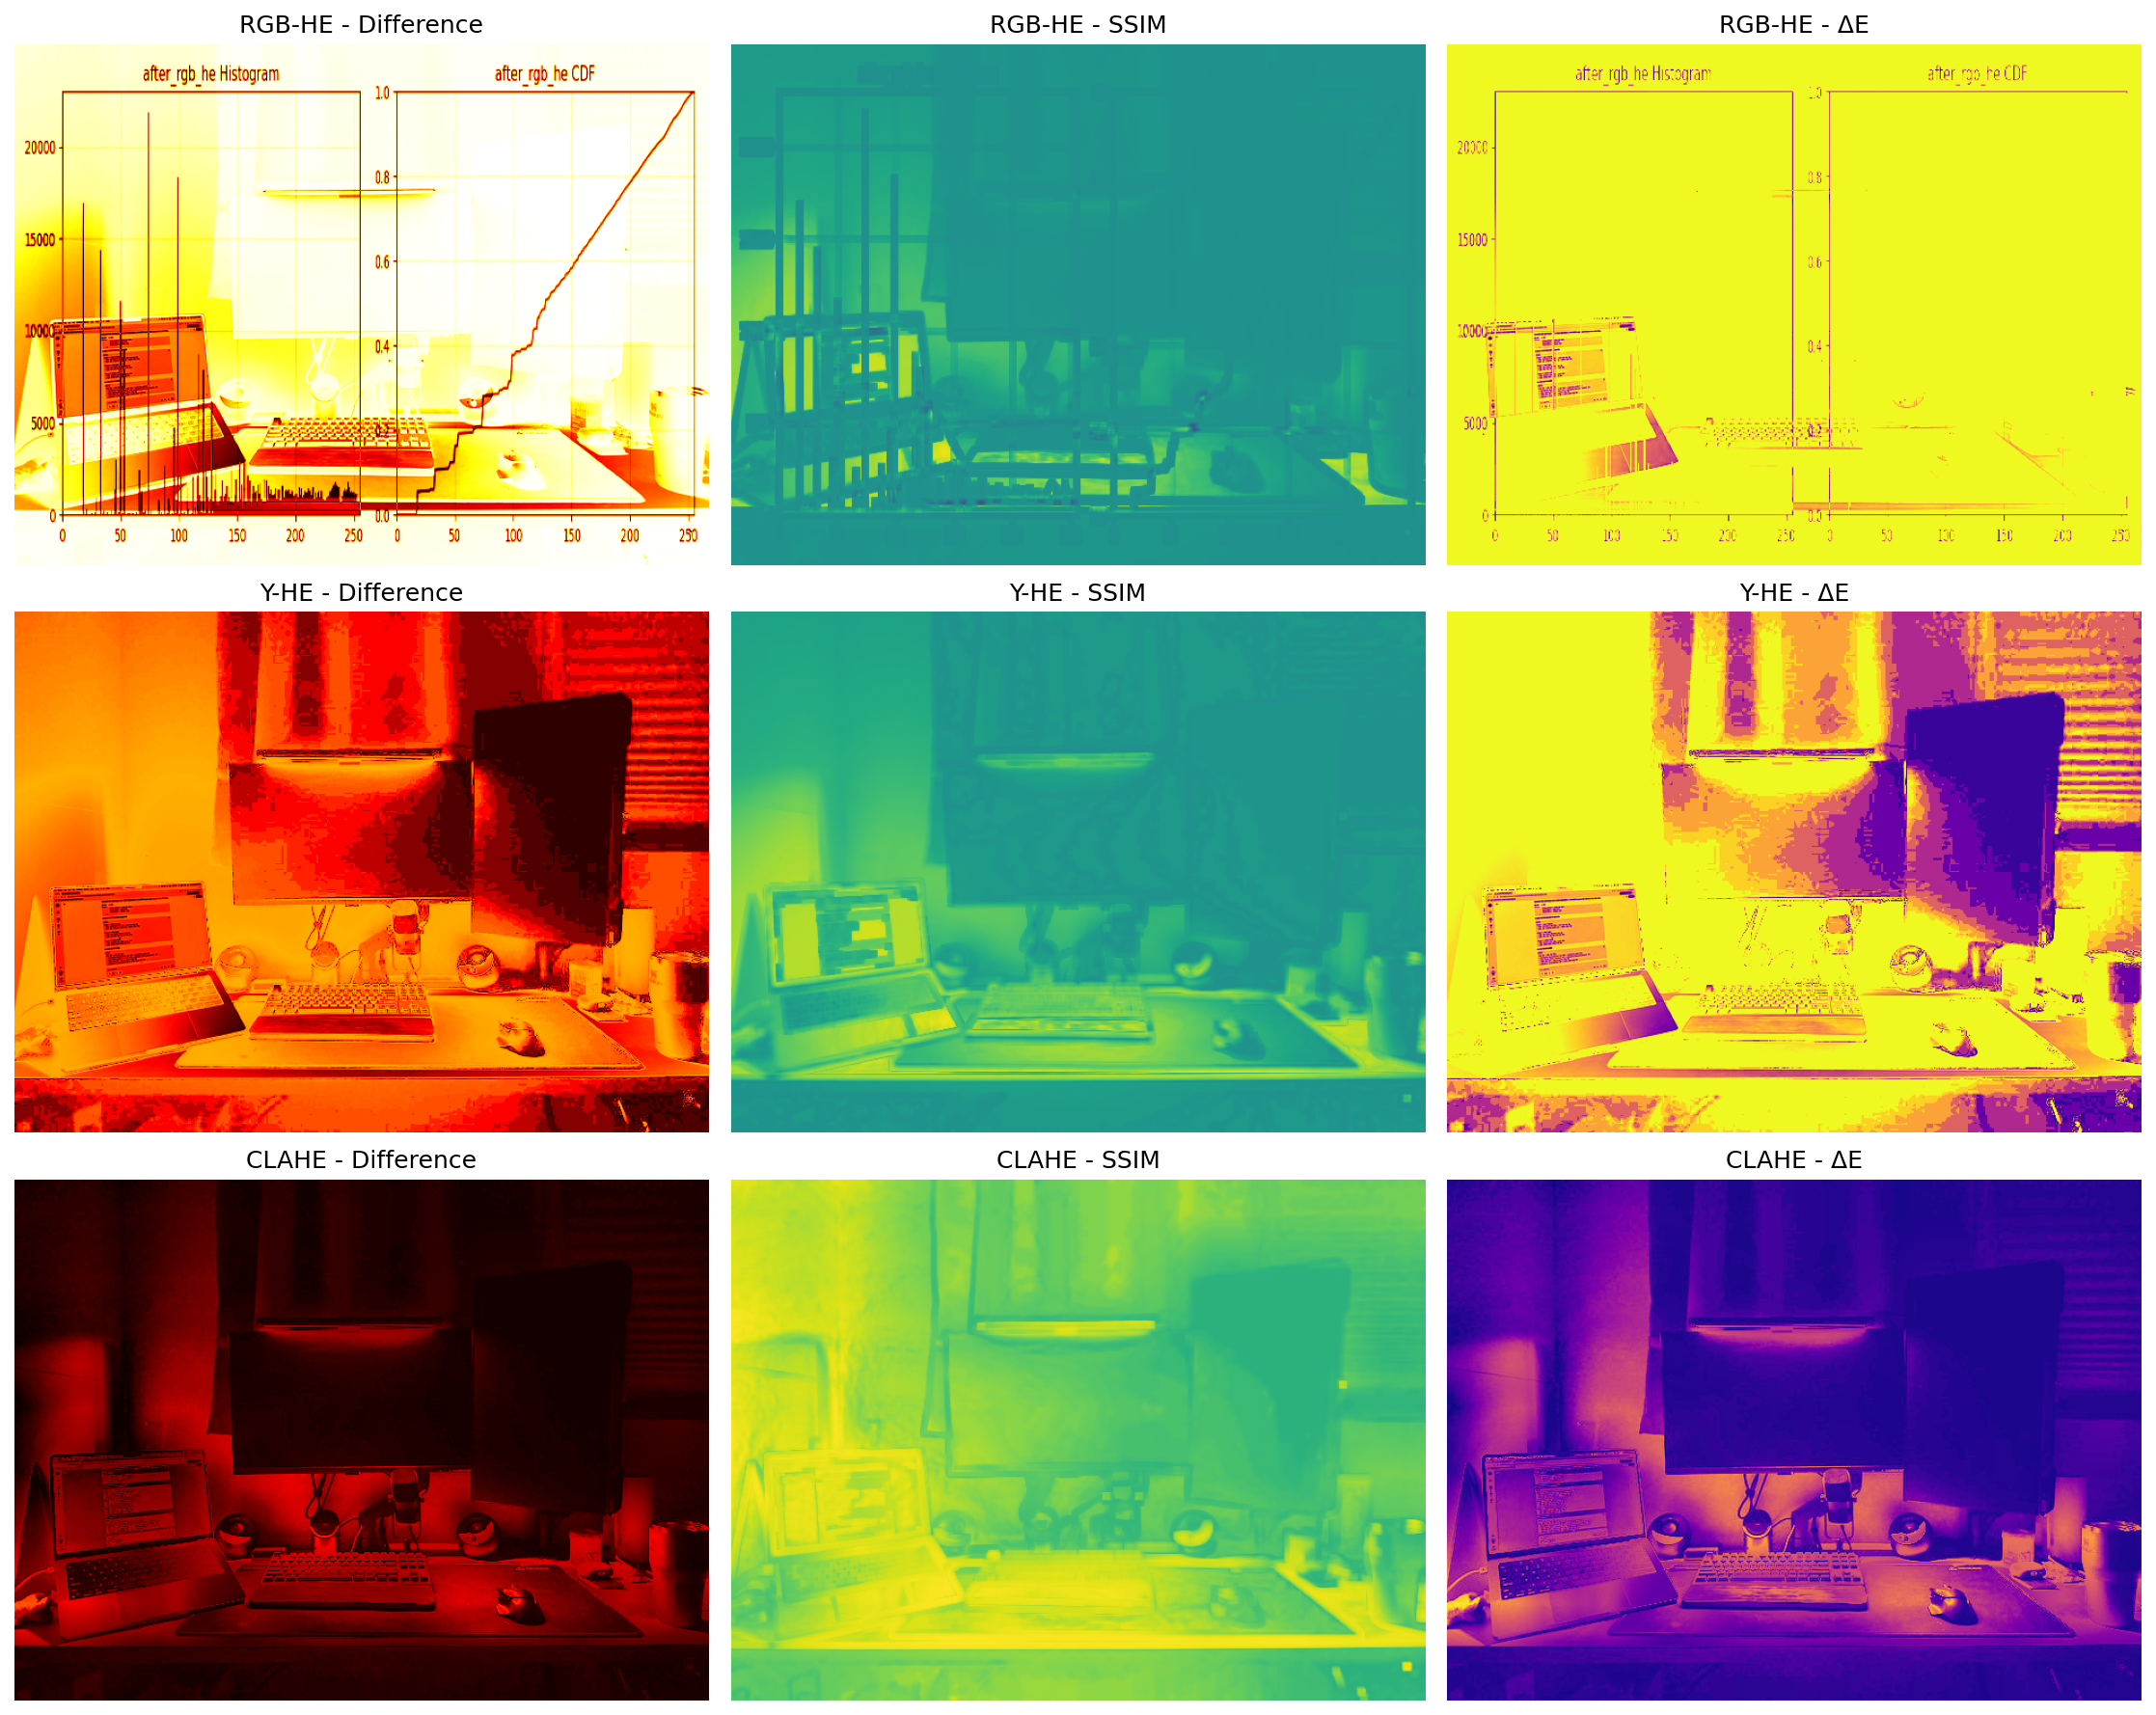 RGB-HE - Difference
RGB-HE - SSIM
RGB-HE - ΔE
after_rgb_he Histogram
after_rgb_he CDF
20000
15000
10000
5000
0
0 50 100 150 200 250
1.0
0.8
0.6
0.4
0.2
0.0
0 50 100 150 200 250
after_rgb_he Histogram
after_rgb_he CDF
20000
15000
10000
5000
0
0 50 100 150 200 250
1.0
0.8
0.6
0.4
0.2
0.0
0 50 100 150 200 250
Y-HE - Difference
Y-HE - SSIM
Y-HE - ΔE
CLAHE - Difference
CLAHE - SSIM
CLAHE - ΔE